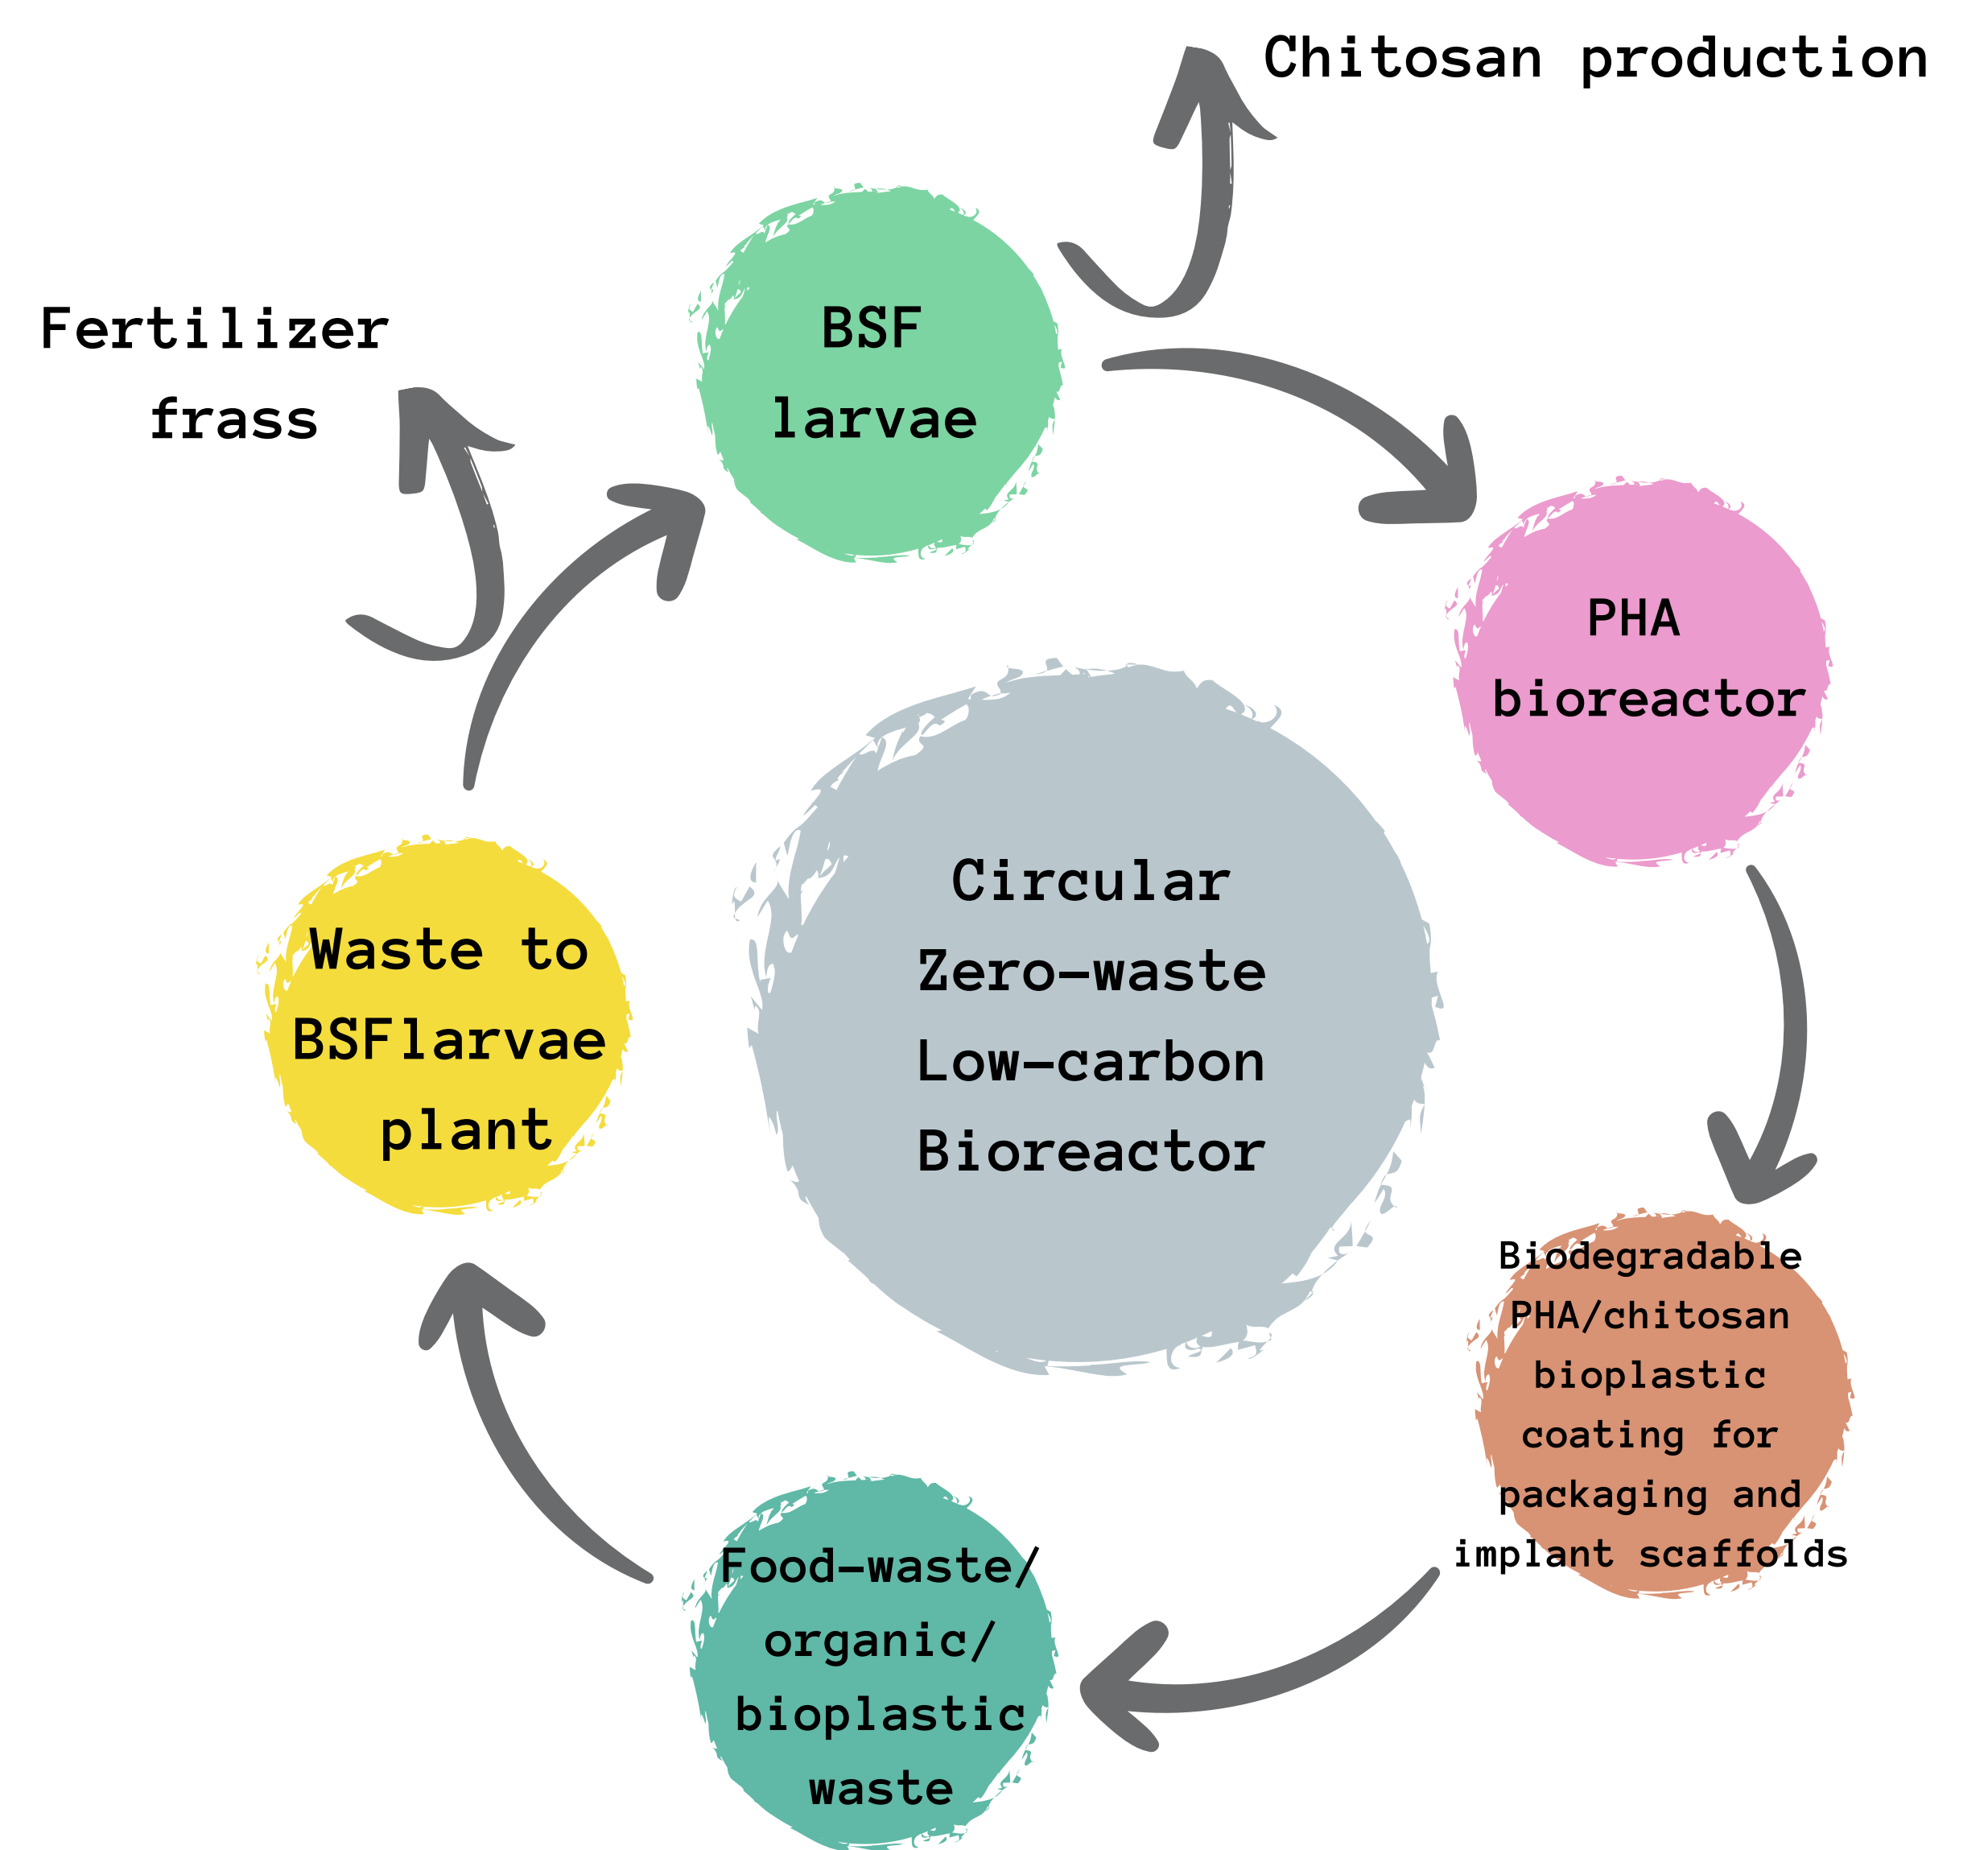 Chitosan production
Fertilizer
frass
BSF
larvae
PHA
bioreactor
Circular
Zero-waste
Low-carbon
Bioreactor
Waste to
BSFlarvae
plant
Biodegradable
PHA/chitosan
bioplastic
coating for
packaging and
implant scaffolds
Food-waste/
organic/
bioplastic
waste